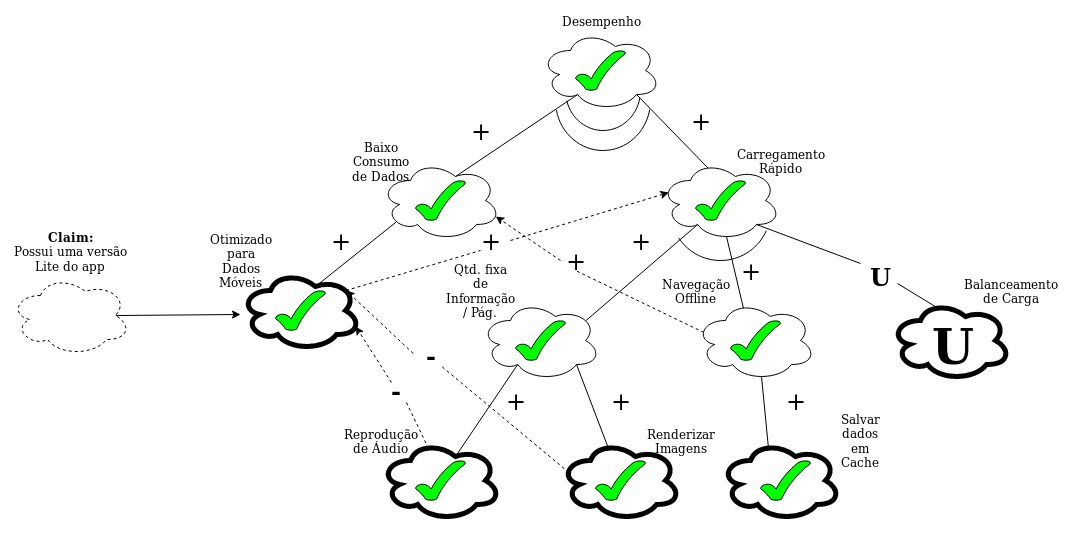 Desempenho
+
+
Baixo
Consumo
de Dados
Carregamento
Rápido
Claim:
Possui uma versão
Lite do app
Otimizado
para
Dados
Móveis
+
+
+
+
+
Qtd. fixa
de
Informação
/ Pág.
Navegação
Offline
U
Balanceamento
de Carga
U
-
-
+
+
+
Reprodução
de Áudio
Renderizar
Imagens
Salvar
dados
em
Cache